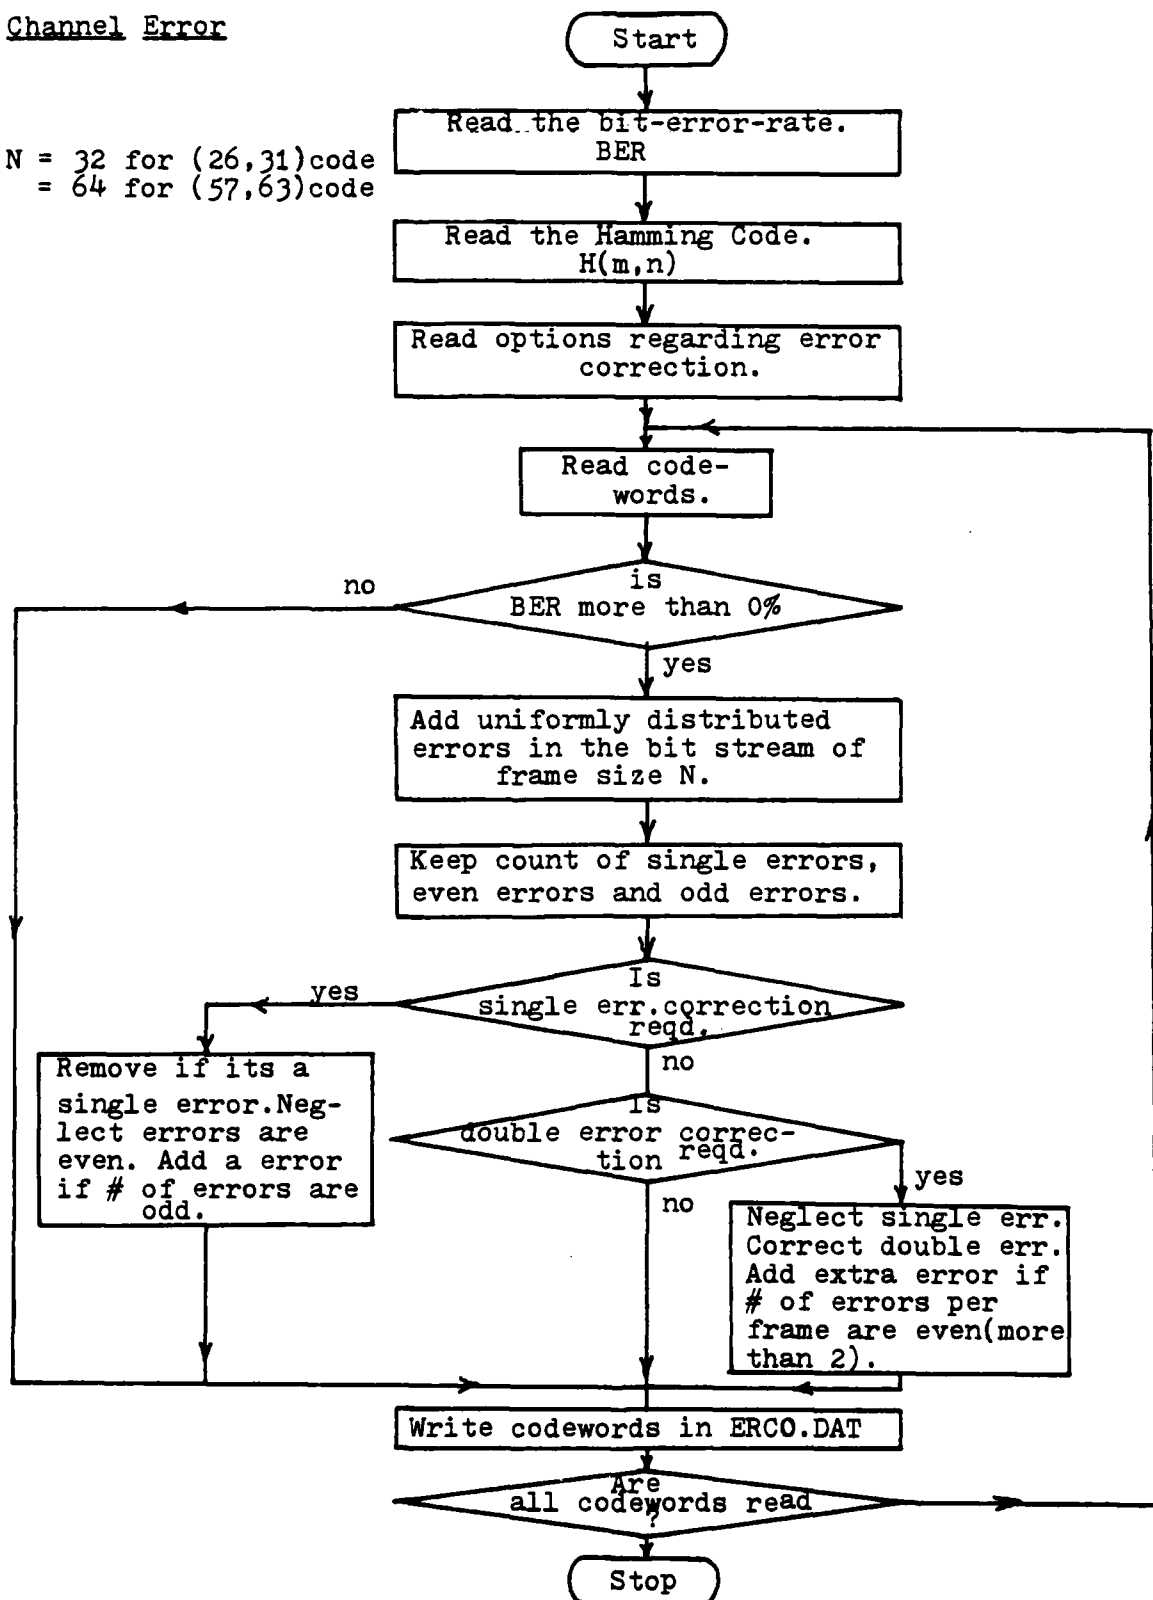 Channel Error
Start
Read the bit-error-rate.
BER
N = 32 for (26,31)code
= 64 for (57,63)code
Read the Hamming Code.
H(m,n)
Read options regarding error
correction.
Read code-
words.
is
BER more than 0%
no
yes
Add uniformly distributed
errors in the bit stream of
frame size N.
Keep count of single errors,
even errors and odd errors.
Is
single err.correction
reqd.
yes
no
Remove if its a
single error.Neg-
lect errors are
even. Add a error
if # of errors are
odd.
Is
double error correc-
tion reqd.
yes
no
Neglect single err.
Correct double err.
Add extra error if
# of errors per
frame are even(more
than 2).
Write codewords in ERCO.DAT
Are
all codewords read
?
Stop